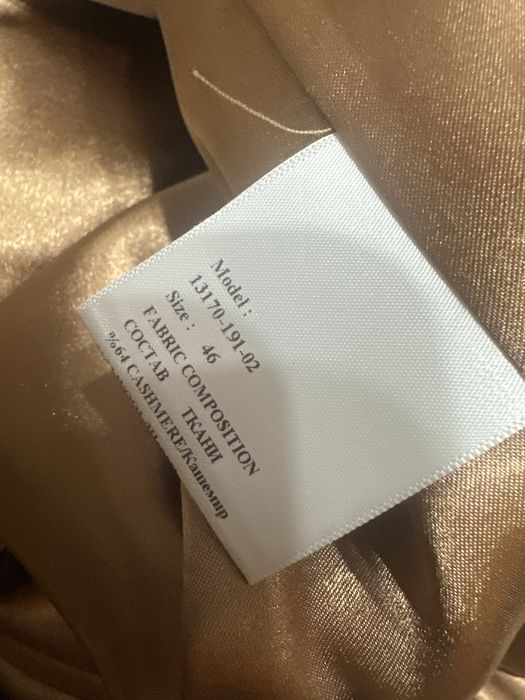 Model :
13170-191-02
Size : 46
FABRIC COMPOSITION
СОСТАВ ТКАНИ
%64 CASHMERE/Кашемир